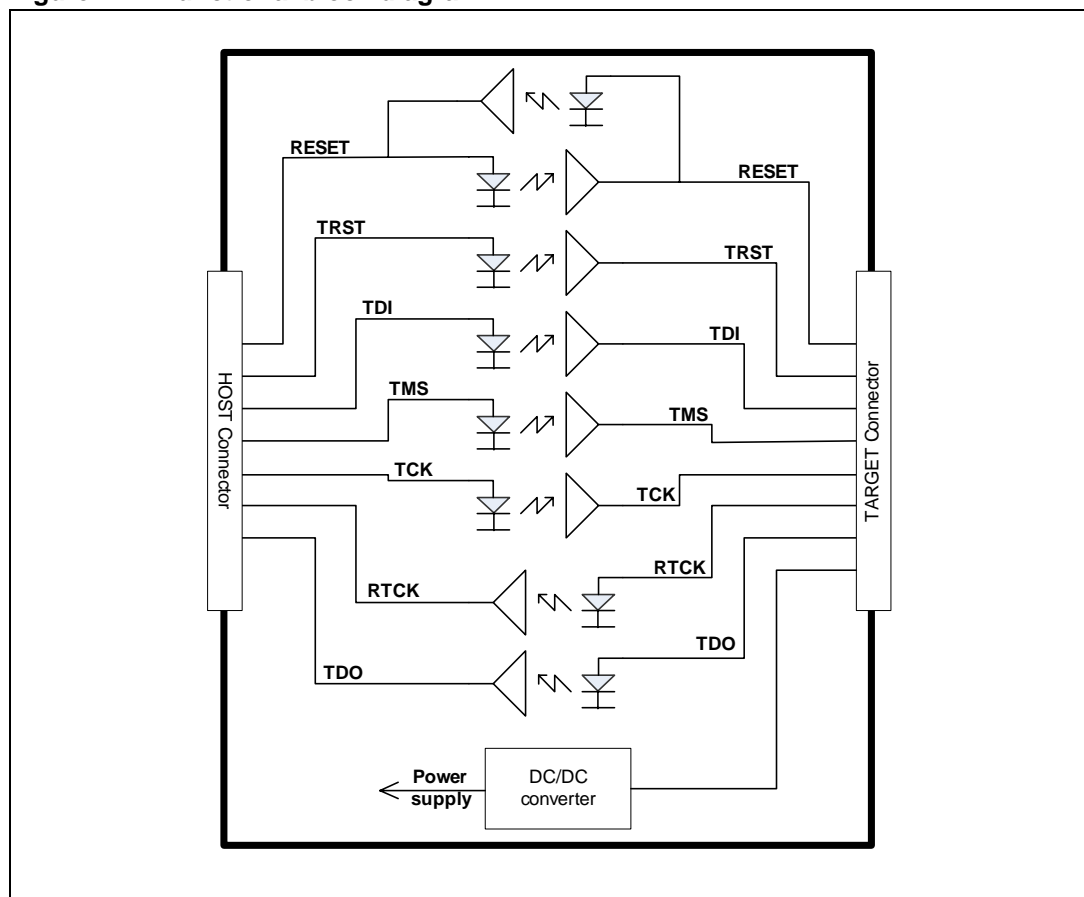 RESET
RESET
TRST
TRST
TDI
TDI
TMS
TMS
TCK
TCK
HOST Connector
TARGET Connector
RTCK
RTCK
TDO
TDO
Power
supply
DC/DC
converter